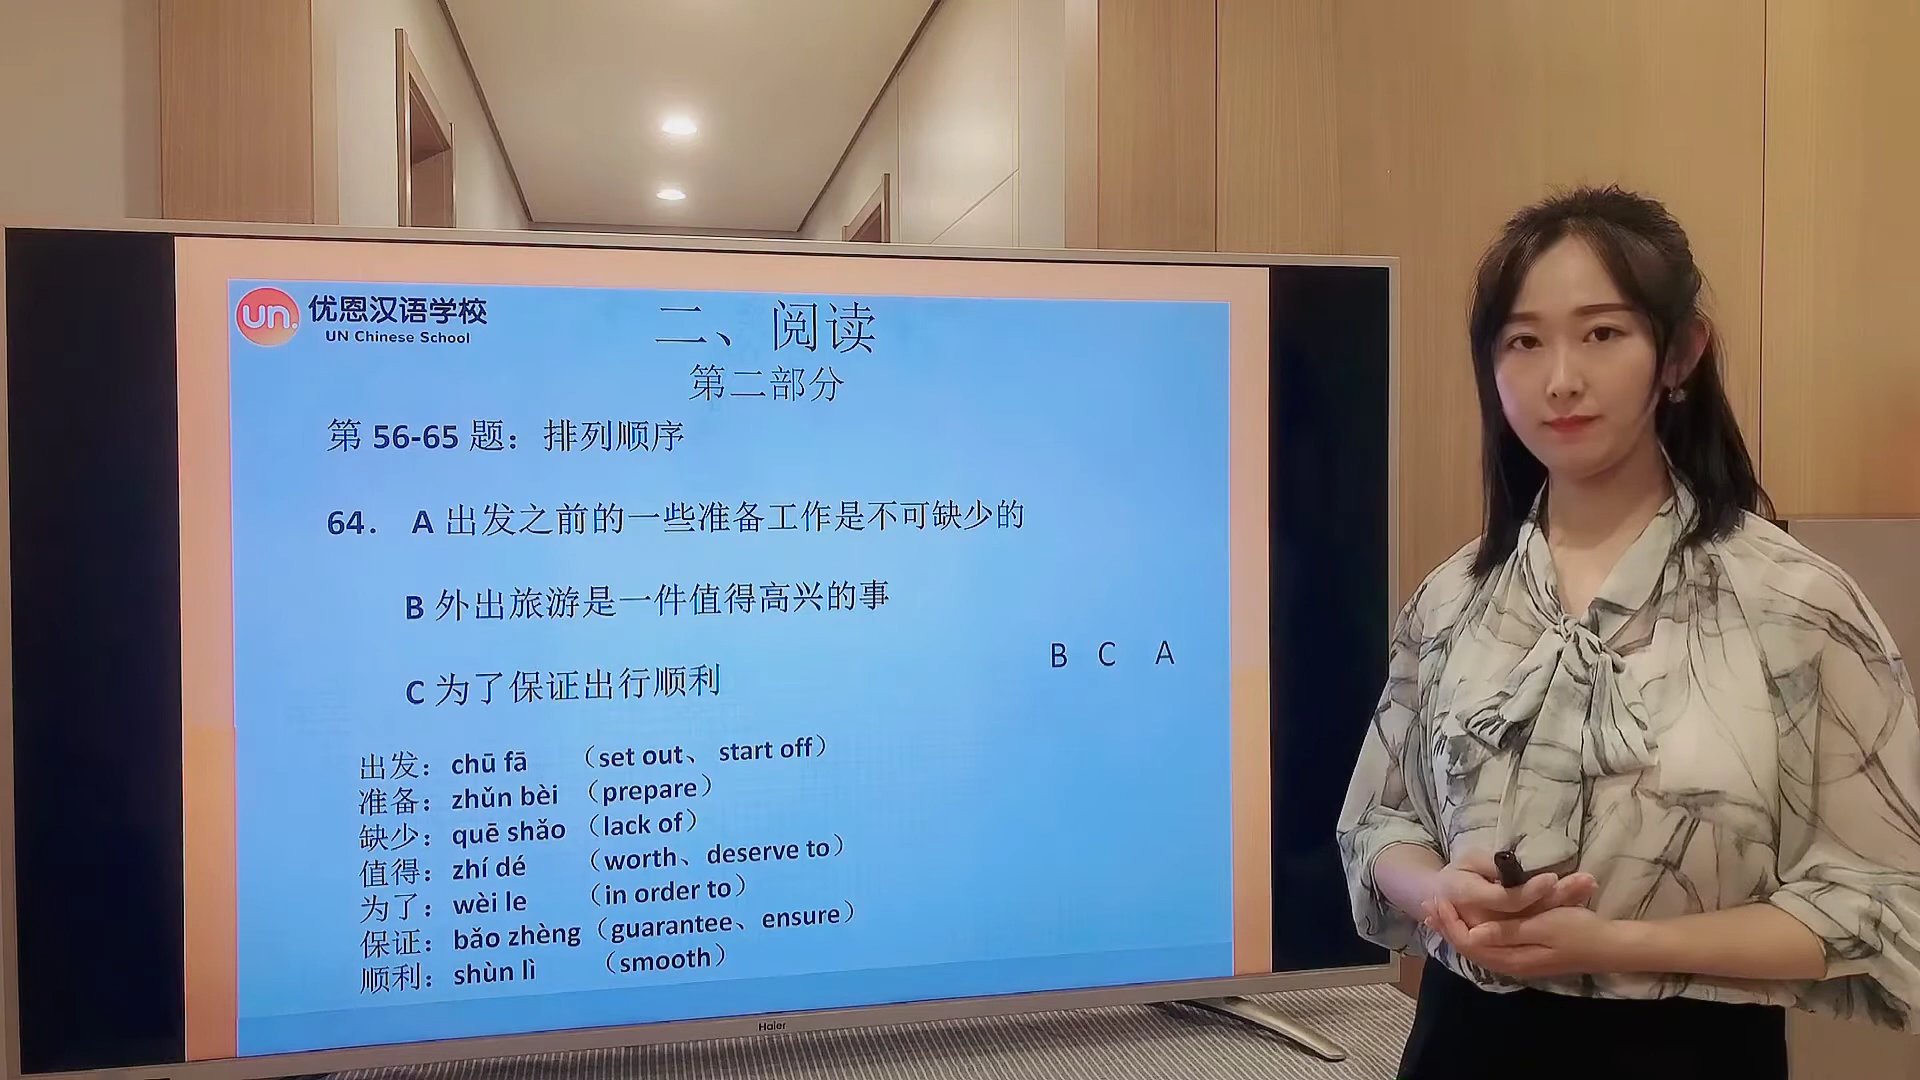 un.
优恩汉语学校
UN Chinese School
二、阅读
第二部分
第 56-65 题：排列顺序
64. A 出发之前的一些准备工作是不可缺少的
B 外出旅游是一件值得高兴的事
B C A
C 为了保证出行顺利
出发：chū fā （set out、 start off）
准备：zhǔn bèi （prepare）
缺少：quē shǎo （lack of）
值得：zhí dé （worth、deserve to）
为了：wèi le （in order to）
保证：bǎo zhèng （guarantee、ensure）
顺利：shùn lì （smooth）
Haier